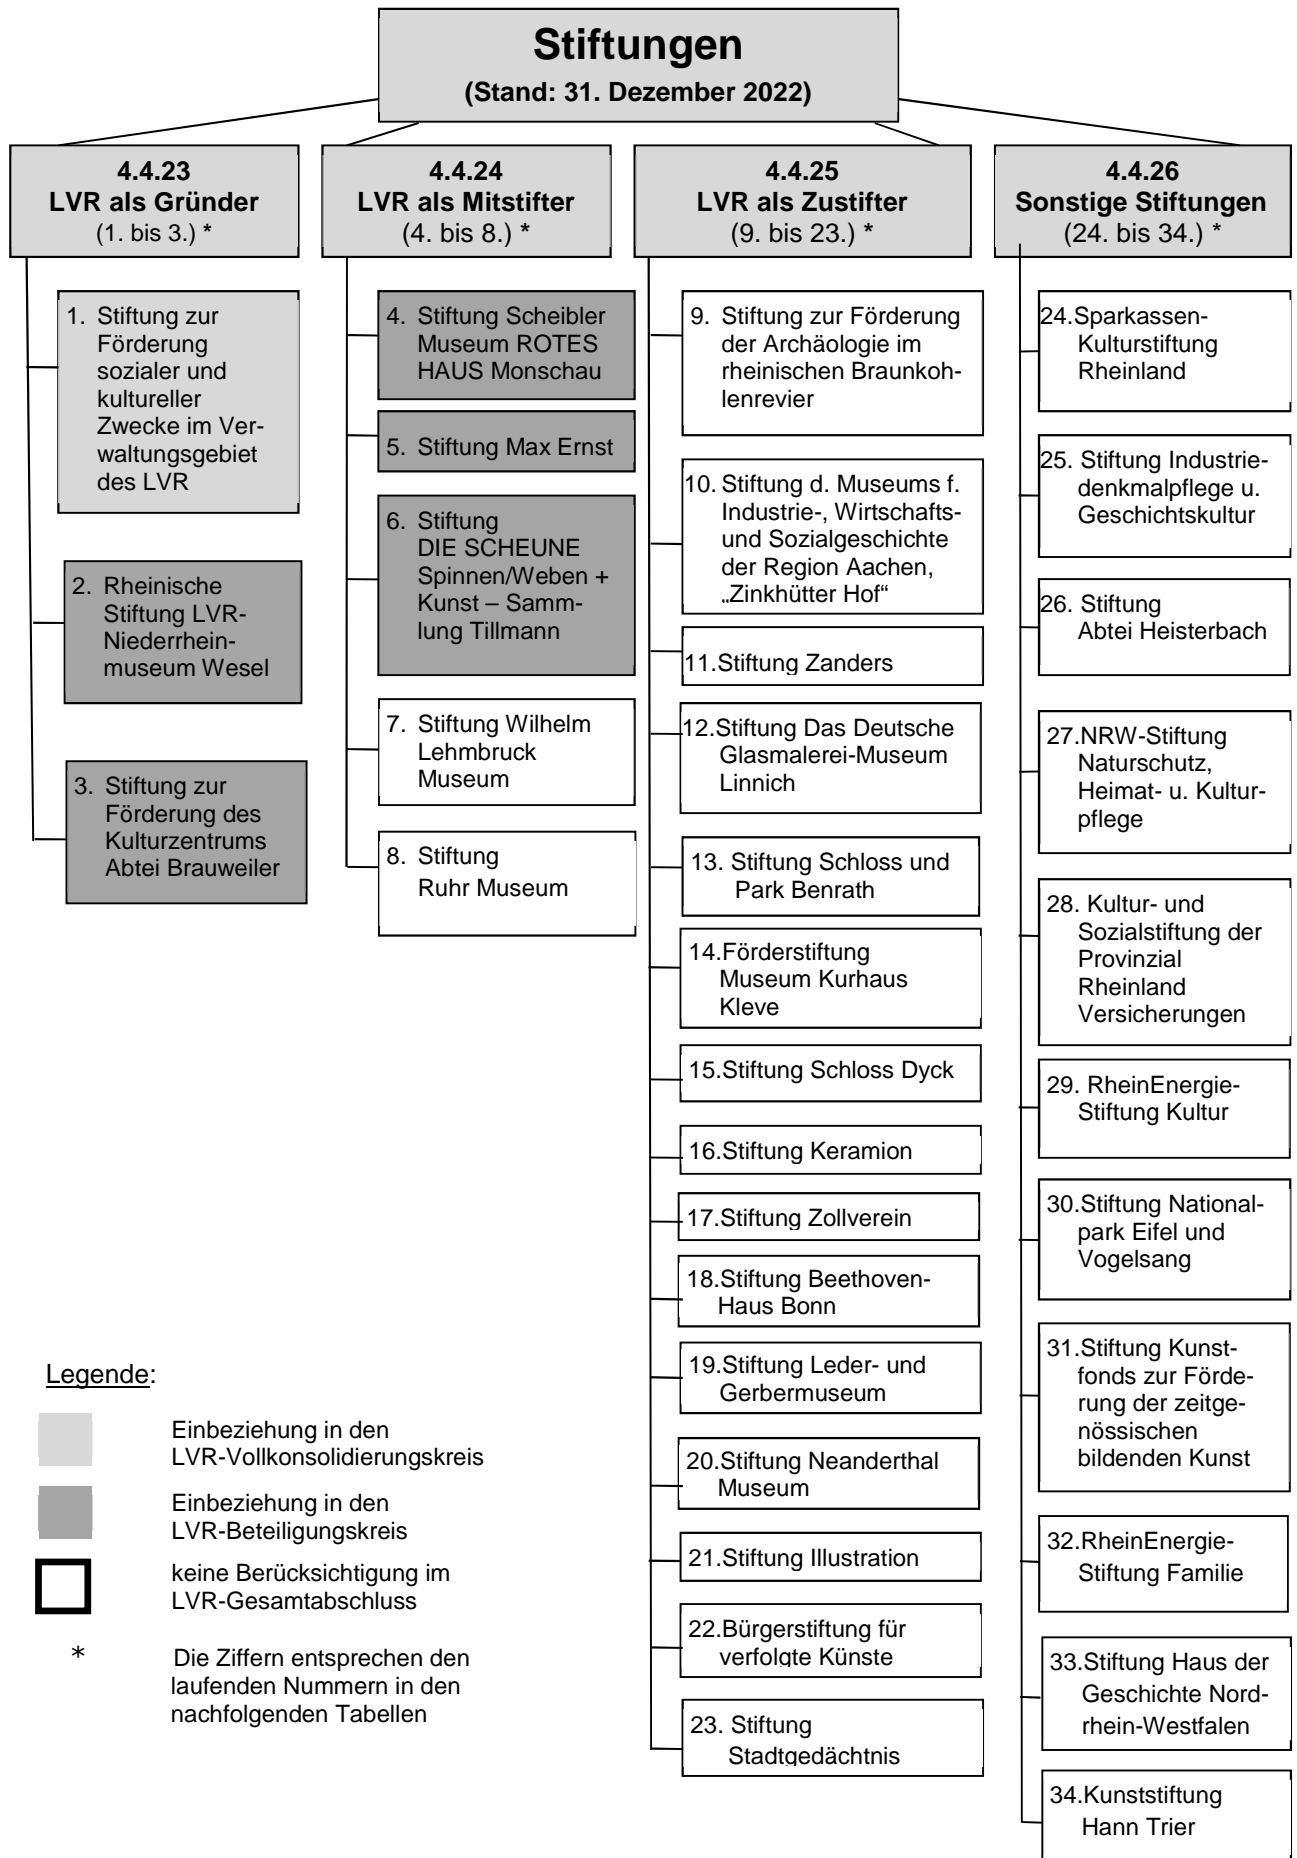 Stiftungen
(Stand: 31. Dezember 2022)
4.4.23
LVR als Gründer
(1. bis 3.) *
1. Stiftung zur
Förderung
sozialer und
kultureller
Zwecke im Ver-
waltungsgebiet
des LVR
2. Rheinische
Stiftung LVR-
Niederrhein-
museum Wesel
3. Stiftung zur
Förderung des
Kulturzentrums
Abtei Brauweiler
4.4.24
LVR als Mitstifter
(4. bis 8.) *
4. Stiftung Scheibler
Museum ROTES
HAUS Monschau
5. Stiftung Max Ernst
6. Stiftung
DIE SCHEUNE
Spinnen/Weben +
Kunst – Samm-
lung Tillmann
7. Stiftung Wilhelm
Lehmbruck
Museum
8. Stiftung
Ruhr Museum
4.4.25
LVR als Zustifter
(9. bis 23.) *
9. Stiftung zur Förderung
der Archäologie im
rheinischen Braunkoh-
lenrevier
10. Stiftung d. Museums f.
Industrie-, Wirtschafts-
und Sozialgeschichte
der Region Aachen,
„Zinkhütter Hof“
11.Stiftung Zanders
12.Stiftung Das Deutsche
Glasmalerei-Museum
Linnich
13. Stiftung Schloss und
Park Benrath
14.Förderstiftung
Museum Kurhaus
Kleve
15.Stiftung Schloss Dyck
16.Stiftung Keramion
17.Stiftung Zollverein
18.Stiftung Beethoven-
Haus Bonn
19.Stiftung Leder- und
Gerbermuseum
20.Stiftung Neanderthal
Museum
21.Stiftung Illustration
22.Bürgerstiftung für
verfolgte Künste
23. Stiftung
Stadtgedächtnis
4.4.26
Sonstige Stiftungen
(24. bis 34.) *
24.Sparkassen-
Kulturstiftung
Rheinland
25. Stiftung Industrie-
denkmalpflege u.
Geschichtskultur
26. Stiftung
Abtei Heisterbach
27.NRW-Stiftung
Naturschutz,
Heimat- u. Kultur-
pflege
28. Kultur- und
Sozialstiftung der
Provinzial
Rheinland
Versicherungen
29. RheinEnergie-
Stiftung Kultur
30.Stiftung National-
park Eifel und
Vogelsang
31.Stiftung Kunst-
fonds zur Förde-
rung der zeitge-
nössischen
bildenden Kunst
32.RheinEnergie-
Stiftung Familie
33.Stiftung Haus der
Geschichte Nord-
rhein-Westfalen
34.Kunststiftung
Hann Trier
Legende:
Einbeziehung in den
LVR-Vollkonsolidierungskreis
Einbeziehung in den
LVR-Beteiligungskreis
keine Berücksichtigung im
LVR-Gesamtabschluss
* Die Ziffern entsprechen den
laufenden Nummern in den
nachfolgenden Tabellen